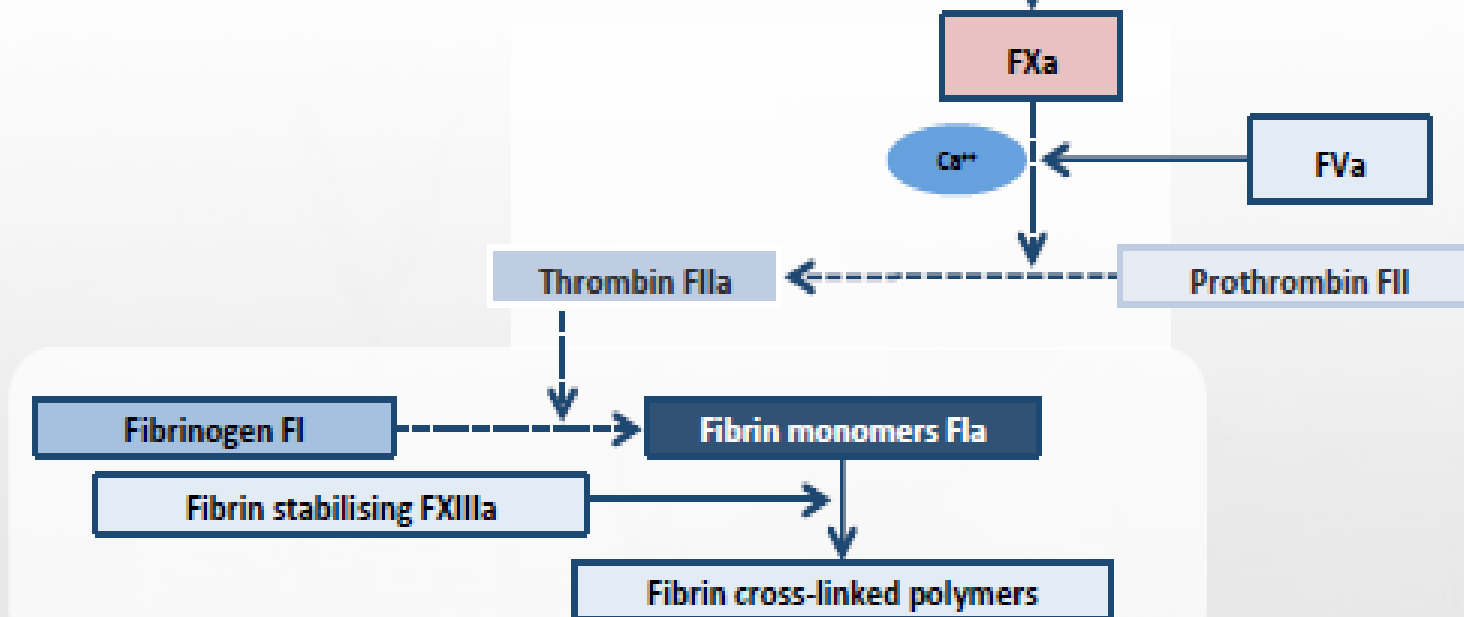 FXa
Ca⁺⁺
FVa
Thrombin FIIa
Prothrombin FII
Fibrinogen FI
Fibrin monomers FIa
Fibrin stabilising FXIIIa
Fibrin cross-linked polymers